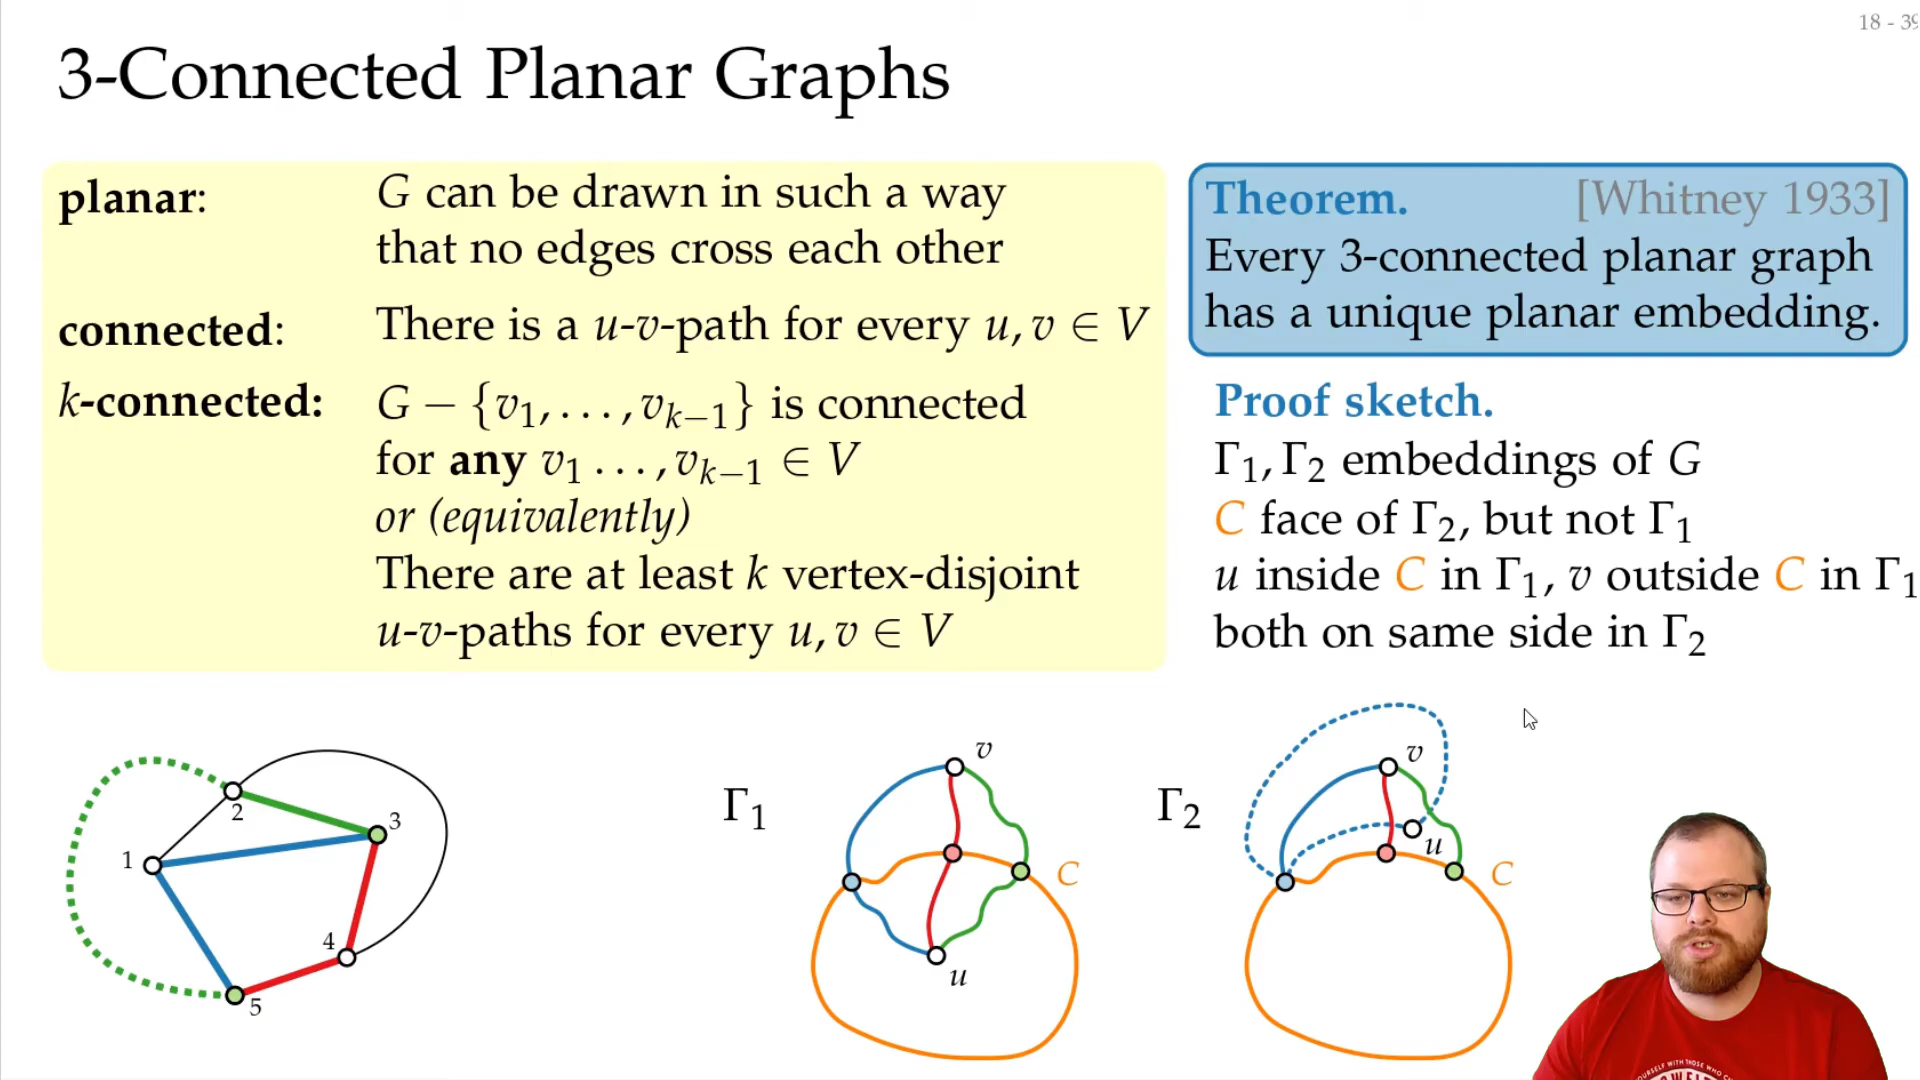 18 - 39
3-Connected Planar Graphs
planar: G can be drawn in such a way
that no edges cross each other
connected: There is a u-v-path for every u, v ∈ V
k-connected: G − {v₁, . . . , vₖ₋₁} is connected
for any v₁ . . . , vₖ₋₁ ∈ V
or (equivalently)
There are at least k vertex-disjoint
u-v-paths for every u, v ∈ V
Theorem. [Whitney 1933]
Every 3-connected planar graph
has a unique planar embedding.
Proof sketch.
Γ₁, Γ₂ embeddings of G
C face of Γ₂, but not Γ₁
u inside C in Γ₁, v outside C in Γ₁
both on same side in Γ₂
1
2
3
4
5
Γ₁
v
C
u
Γ₂
v
u
C